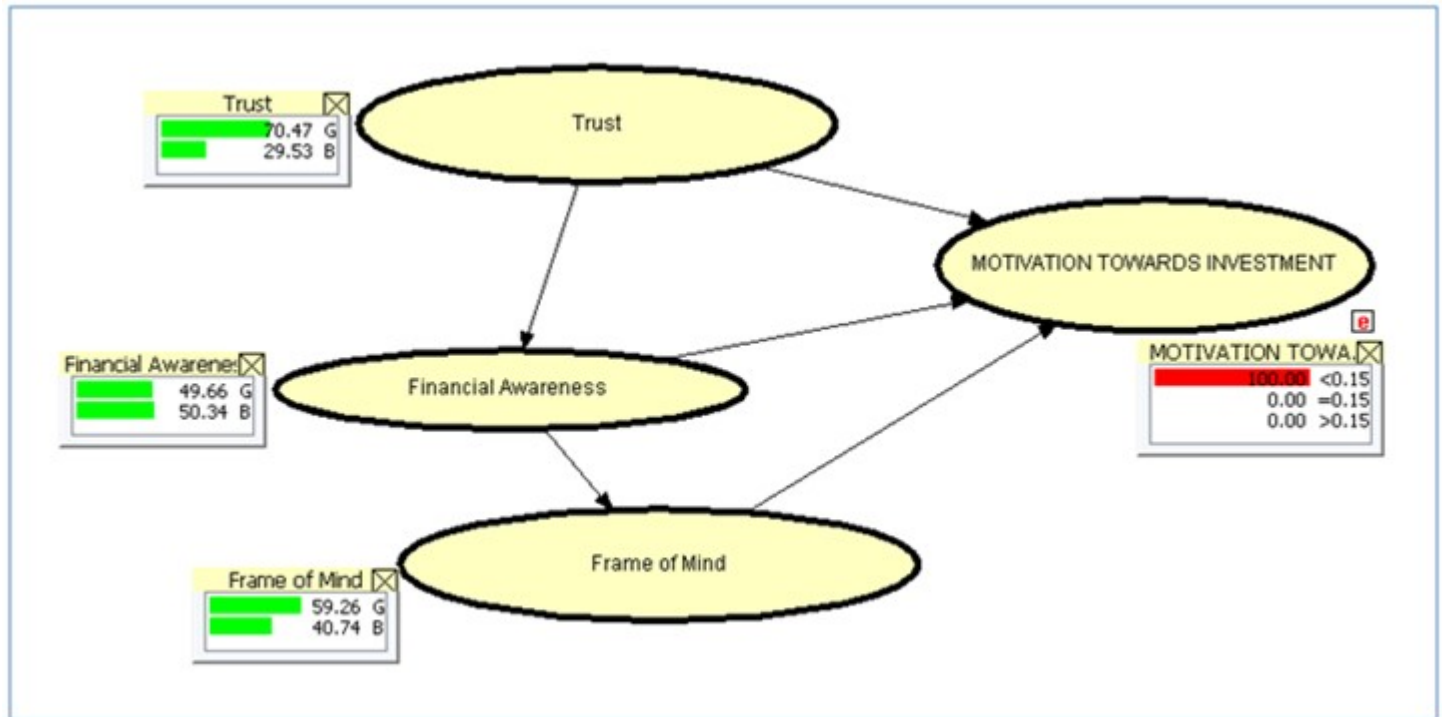 Trust
70.47 G
29.53 B
Trust
MOTIVATION TOWARDS INVESTMENT
e
MOTIVATION TOWA.
100.00 <0.15
0.00 =0.15
0.00 >0.15
Financial Awarenes
49.66 G
50.34 B
Financial Awareness
Frame of Mind
59.26 G
40.74 B
Frame of Mind